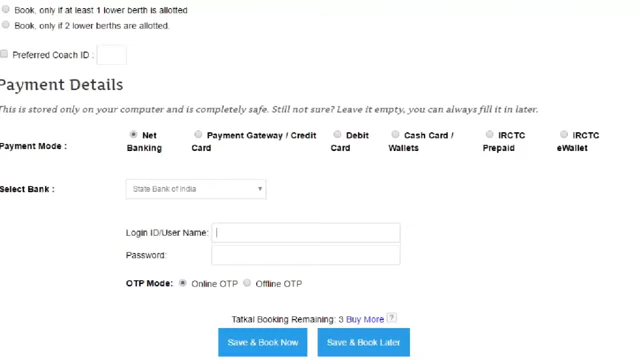 Book, only if at least 1 lower berth is allotted
Book, only if 2 lower berths are allotted.
Preferred Coach ID :
Payment Details
This is stored only on your computer and is completely safe. Still not sure? Leave it empty, you can always fill it in later.
Payment Mode : Net Banking Payment Gateway / Credit Card Debit Card Cash Card / Wallets IRCTC Prepaid IRCTC eWallet
Select Bank : State Bank of India
Login ID/User Name:
Password:
OTP Mode: Online OTP Offline OTP
Tatkal Booking Remaining: 3 Buy More ?
Save & Book Now Save & Book Later